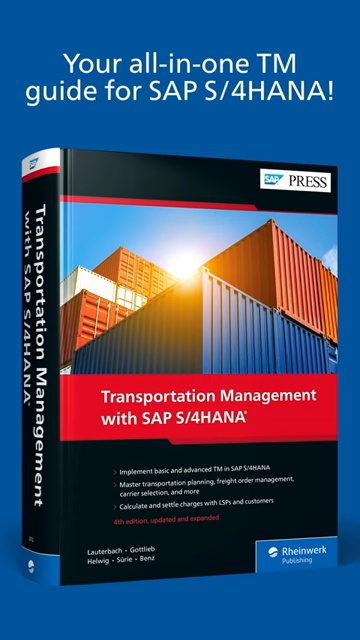 Your all-in-one TM
guide for SAP S/4HANA!
SAP PRESS
Transportation Management
with SAP S/4HANA®
Transportation Management
with SAP S/4HANA®
› Implement basic and advanced TM in SAP S/4HANA
› Master transportation planning, freight order management,
carrier selection, and more
› Calculate and settle charges with LSPs and customers
4th edition, updated and expanded
Lauterbach · Gottlieb
Helwig · Sürie · Benz
Rheinwerk
Publishing